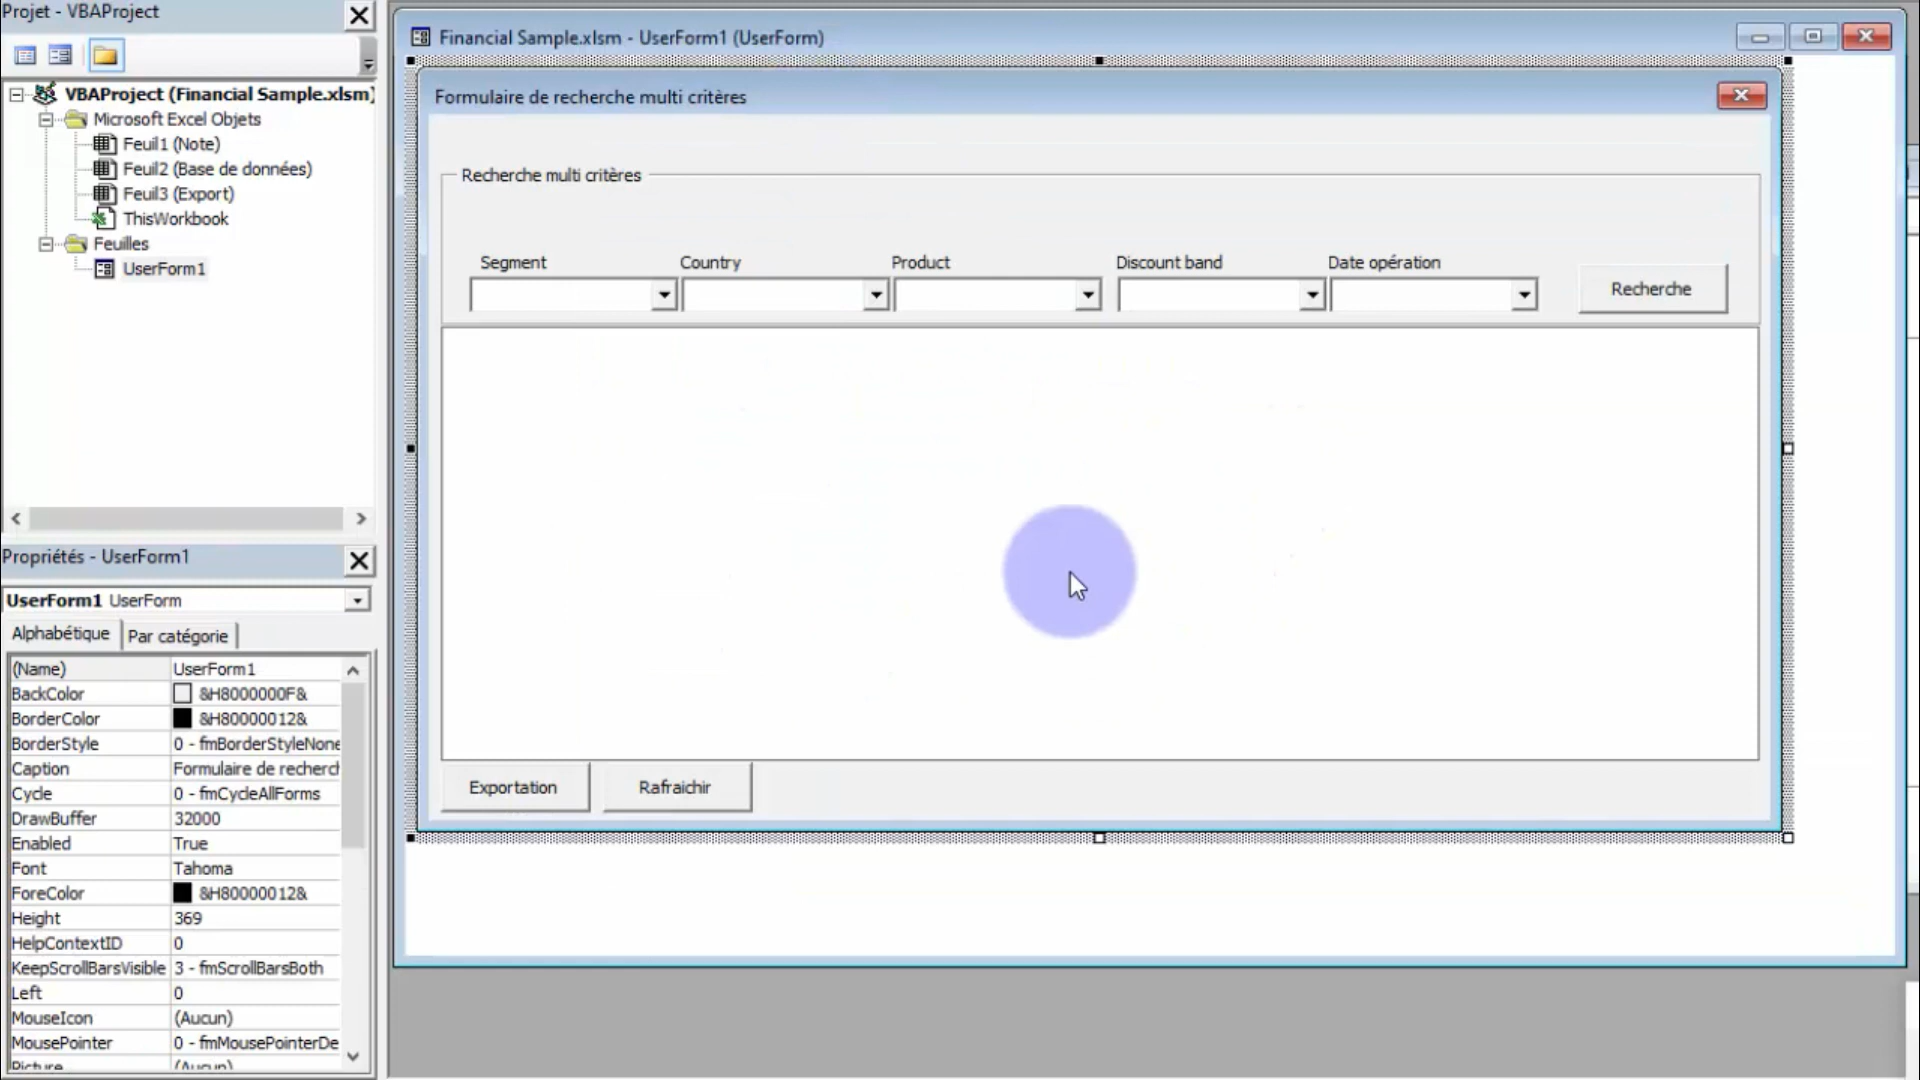 Projet - VBAProject
VBAProject (Financial Sample.xlsm)
Microsoft Excel Objets
Feuil1 (Note)
Feuil2 (Base de données)
Feuil3 (Export)
ThisWorkbook
Feuilles
UserForm1
Propriétés - UserForm1
UserForm1 UserForm
Alphabétique Par catégorie
(Name) UserForm1
BackColor &H8000000F&
BorderColor &H80000012&
BorderStyle 0 - fmBorderStyleNone
Caption Formulaire de recherch
Cycle 0 - fmCycleAllForms
DrawBuffer 32000
Enabled True
Font Tahoma
ForeColor &H80000012&
Height 369
HelpContextID 0
KeepScrollBarsVisible 3 - fmScrollBarsBoth
Left 0
MouseIcon (Aucun)
MousePointer 0 - fmMousePointerDe
Picture (Aucun)
Financial Sample.xlsm - UserForm1 (UserForm)
Formulaire de recherche multi critères
Recherche multi critères
Segment Country Product Discount band Date opération
Recherche
Exportation Rafraichir